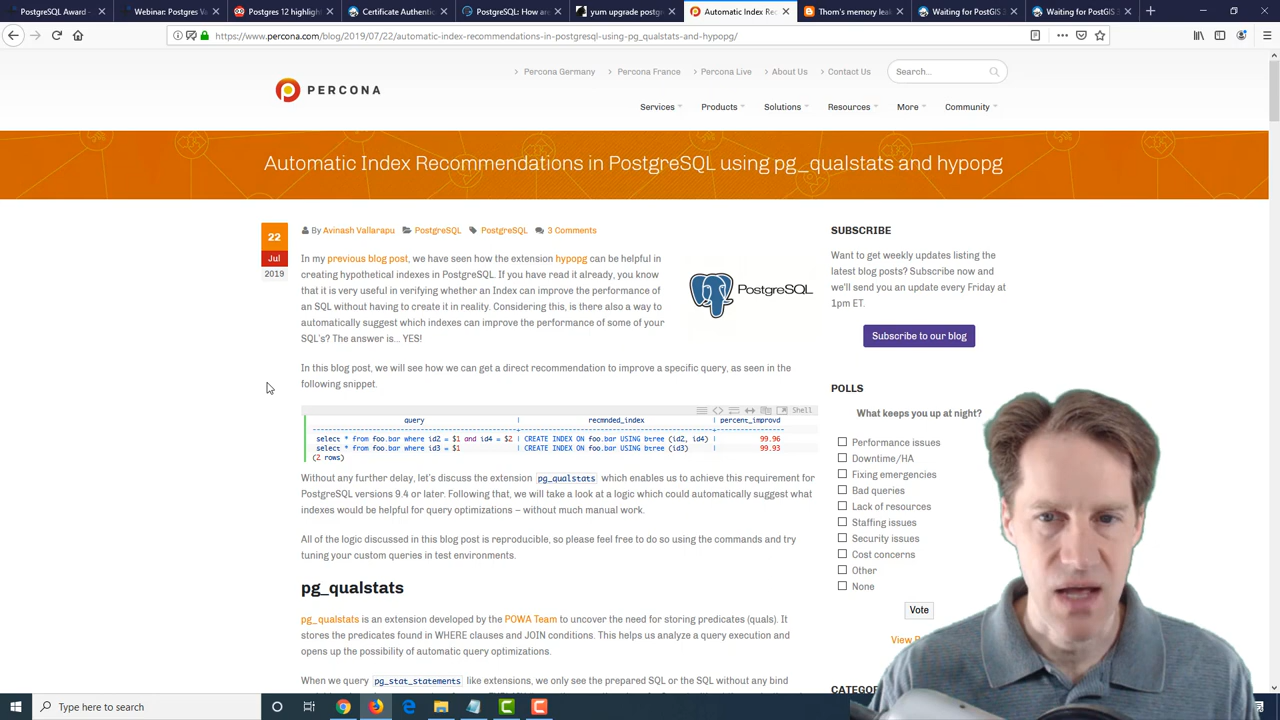 PostgreSQL Award –
Webinar: Postgres Va
Postgres 12 highligh
Certificate Authentic
PostgreSQL: How are
yum upgrade postgr
Automatic Index Rec
Thom's memory leak
Waiting for PostGIS 3
Waiting for PostGIS 3.
https://www.percona.com/blog/2019/07/22/automatic-index-recommendations-in-postgresql-using-pg_qualstats-and-hypopg/
Percona Germany
Percona France
Percona Live
About Us
Contact Us
Search...
PERCONA
Services
Products
Solutions
Resources
More
Community
Automatic Index Recommendations in PostgreSQL using pg_qualstats and hypopg
22
Jul
2019
By Avinash Vallarapu PostgreSQL PostgreSQL 3 Comments
In my previous blog post, we have seen how the extension hypopg can be helpful in
creating hypothetical indexes in PostgreSQL. If you have read it already, you know
that it is very useful in verifying whether an Index can improve the performance of
an SQL without having to create it in reality. Considering this, is there also a way to
automatically suggest which indexes can improve the performance of some of your
SQL's? The answer is... YES!
PostgreSQL
In this blog post, we will see how we can get a direct recommendation to improve a specific query, as seen in the
following snippet.
Shell
query | recmnded_index | percent_improvd
select * from foo.bar where id2 = $1 and id4 = $2 | CREATE INDEX ON foo.bar USING btree (id2, id4) | 99.96
select * from foo.bar where id3 = $1 | CREATE INDEX ON foo.bar USING btree (id3) | 99.93
(2 rows)
Without any further delay, let's discuss the extension pg_qualstats which enables us to achieve this requirement for
PostgreSQL versions 9.4 or later. Following that, we will take a look at a logic which could automatically suggest what
indexes would be helpful for query optimizations – without much manual work.
All of the logic discussed in this blog post is reproducible, so please feel free to do so using the commands and try
tuning your custom queries in test environments.
pg_qualstats
pg_qualstats is an extension developed by the POWA Team to uncover the need for storing predicates (quals). It
stores the predicates found in WHERE clauses and JOIN conditions. This helps us analyze a query execution and
opens up the possibility of automatic query optimizations.
When we query pg_stat_statements like extensions, we only see the prepared SQL or the SQL without any bind
SUBSCRIBE
Want to get weekly updates listing the
latest blog posts? Subscribe now and
we'll send you an update every Friday at
1pm ET.
Subscribe to our blog
POLLS
What keeps you up at night?
Performance issues
Downtime/HA
Fixing emergencies
Bad queries
Lack of resources
Staffing issues
Security issues
Cost concerns
Other
None
Vote
View
CATEGOR
Type here to search